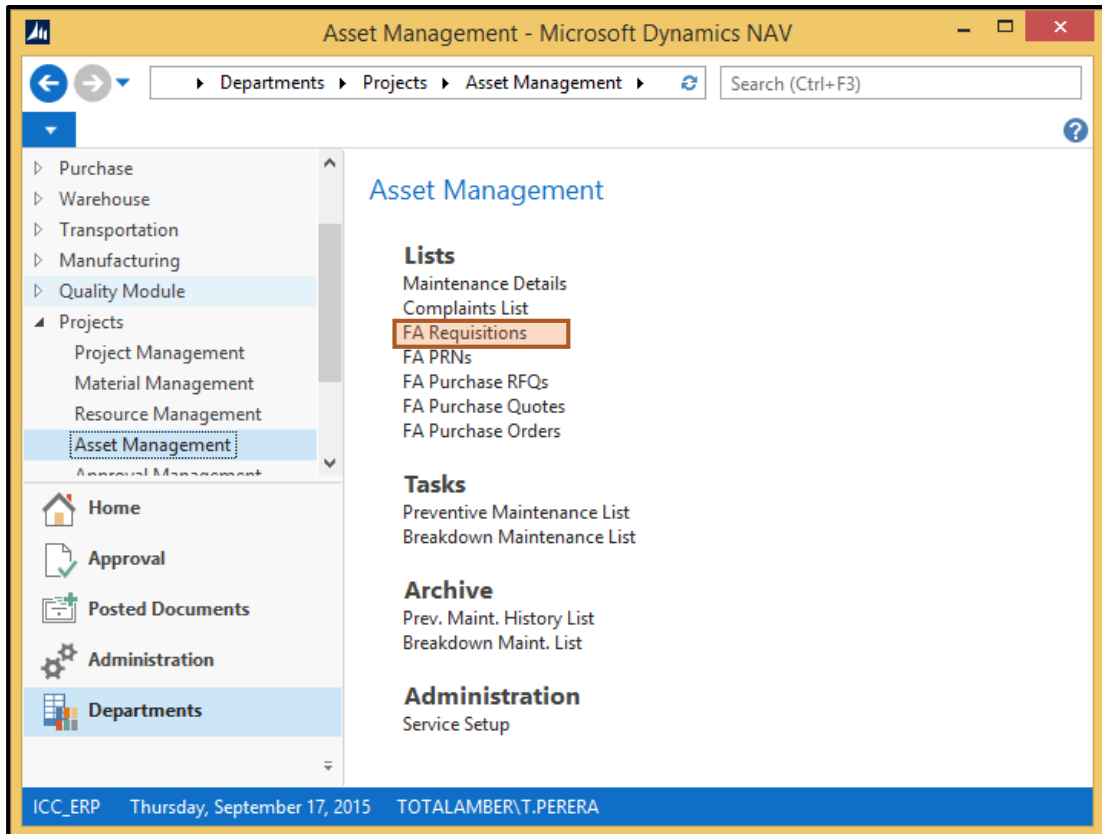 Asset Management - Microsoft Dynamics NAV
Departments Projects Asset Management
Search (Ctrl+F3)
?
Purchase
Warehouse
Transportation
Manufacturing
Quality Module
Projects
Project Management
Material Management
Resource Management
Asset Management
Approval Management
Home
Approval
Posted Documents
Administration
Departments
Asset Management
Lists
Maintenance Details
Complaints List
FA Requisitions
FA PRNs
FA Purchase RFQs
FA Purchase Quotes
FA Purchase Orders
Tasks
Preventive Maintenance List
Breakdown Maintenance List
Archive
Prev. Maint. History List
Breakdown Maint. List
Administration
Service Setup
ICC_ERP Thursday, September 17, 2015 TOTALAMBER\T.PERERA